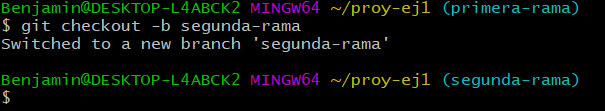 Benjamin@DESKTOP-L4ABCK2 MINGW64 ~/proy-ej1 (primera-rama)
$ git checkout -b segunda-rama
Switched to a new branch 'segunda-rama'
Benjamin@DESKTOP-L4ABCK2 MINGW64 ~/proy-ej1 (segunda-rama)
$